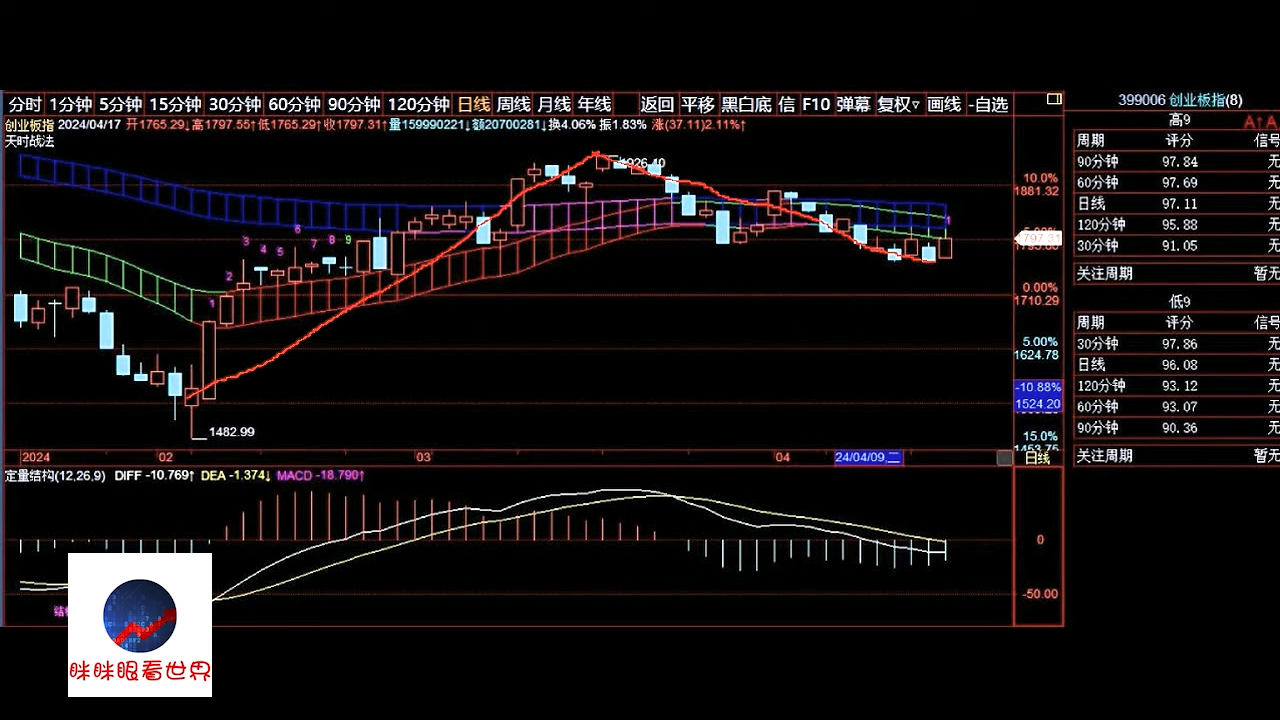 分时 1分钟 5分钟 15分钟 30分钟 60分钟 90分钟 120分钟 日线 周线 月线 年线 返回 平移 黑白底 信 F10 弹幕 复权▿ 画线 -自选
创业板指 2024/04/17 开1765.29↓高1797.55↑低1765.29↑收1797.31↑量159990221↓额20700281↓换4.06% 振1.83% 涨(37.11)2.11%↑
天时战法
1926.40
10.0%
1881.32
797.31
0.00%
1710.29
5.00%
1624.78
-10.88%
1524.20
15.0%
1453.75
1 2 3 4 5 6 7 8 9
1
1482.99
2024 02 03 04 24/04/09,二 日线
定量结构(12,26,9) DIFF -10.769↑ DEA -1.374↓ MACD -18.790↑
0
-50.00
399006 创业板指(8)
高9 A↑A
周期 评分 信号
90分钟 97.84 无
60分钟 97.69 无
日线 97.11 无
120分钟 95.88 无
30分钟 91.05 无
关注周期 暂无
低9
周期 评分 信号
30分钟 97.86 无
日线 96.08 无
120分钟 93.12 无
60分钟 93.07 无
90分钟 90.36 无
关注周期 暂无
眯眯眼看世界